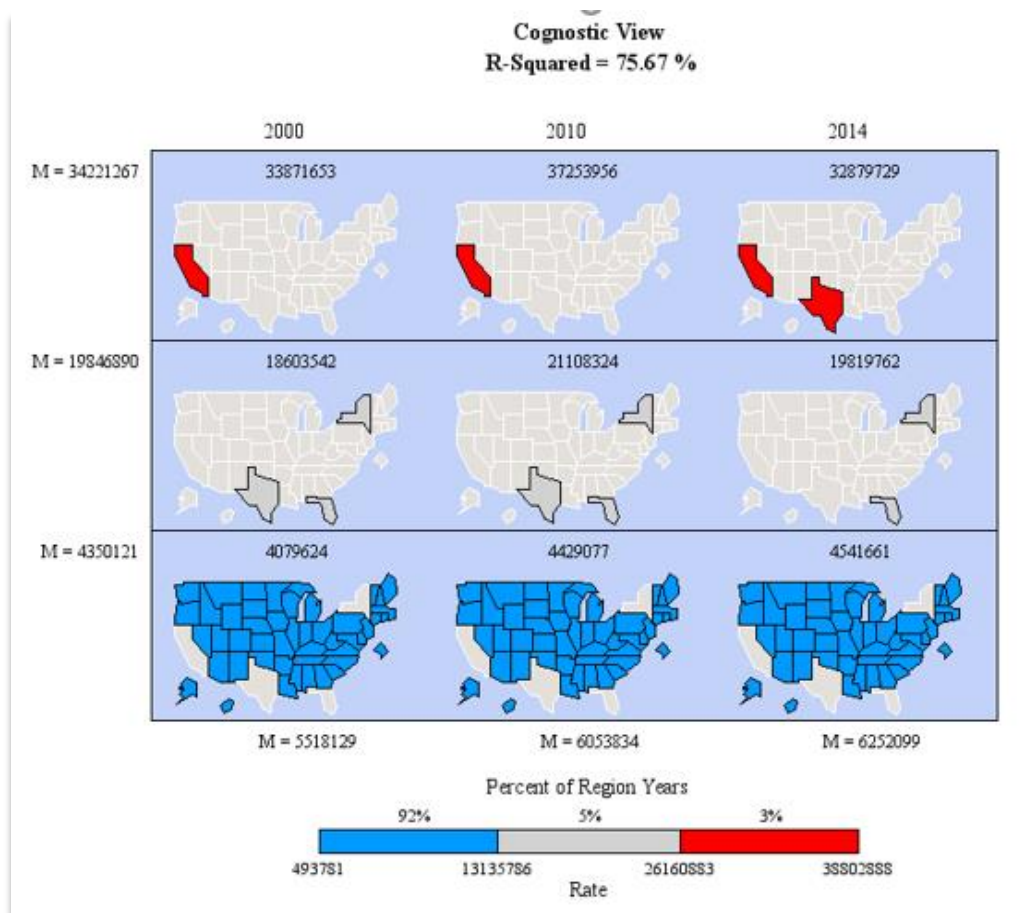 Cognostic View
R-Squared = 75.67 %
2000 2010 2014
M = 34221267 33871653 37253956 32879729
M = 19846890 18603542 21108324 19819762
M = 4350121 4079624 4429077 4541661
M = 5518129 M = 6053834 M = 6252099
Percent of Region Years
92% 5% 3%
493781 13135786 26160883 38802888
Rate